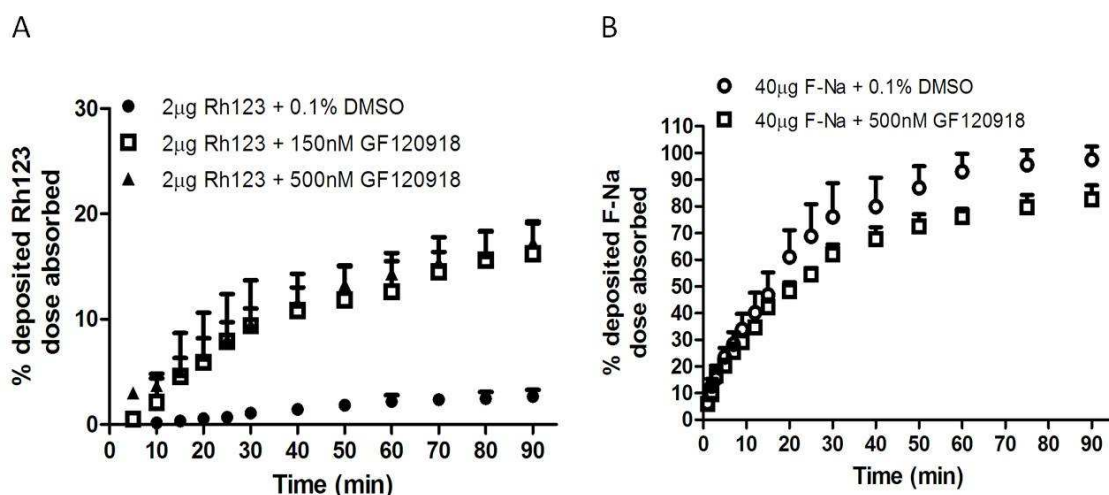 A
2μg Rh123 + 0.1% DMSO
2μg Rh123 + 150nM GF120918
2μg Rh123 + 500nM GF120918
% deposited Rh123
dose absorbed
30
20
10
0
0 10 20 30 40 50 60 70 80 90
Time (min)
B
40μg F-Na + 0.1% DMSO
40μg F-Na + 500nM GF120918
% deposited F-Na
dose absorbed
110
100
90
80
70
60
50
40
30
20
10
0
0 10 20 30 40 50 60 70 80 90
Time (min)